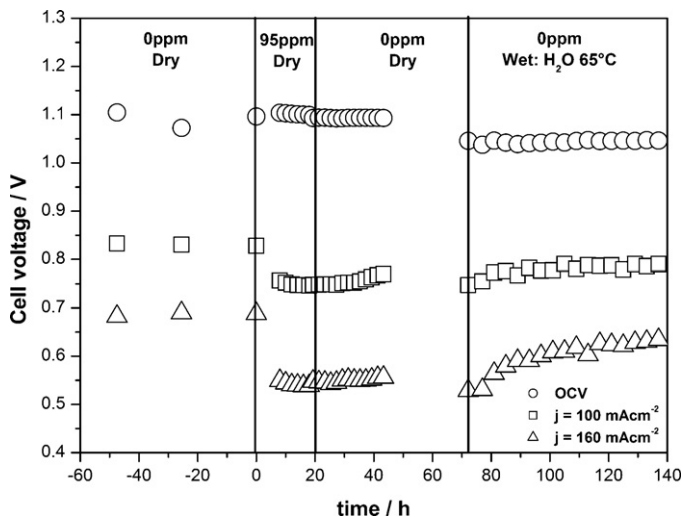 0ppm
Dry
95ppm
Dry
0ppm
Dry
0ppm
Wet: H₂O 65°C
1.3
1.2
1.1
1.0
0.9
0.8
0.7
0.6
0.5
0.4
Cell voltage / V
OCV
j = 100 mAcm⁻²
j = 160 mAcm⁻²
-60 -40 -20 0 20 40 60 80 100 120 140
time / h